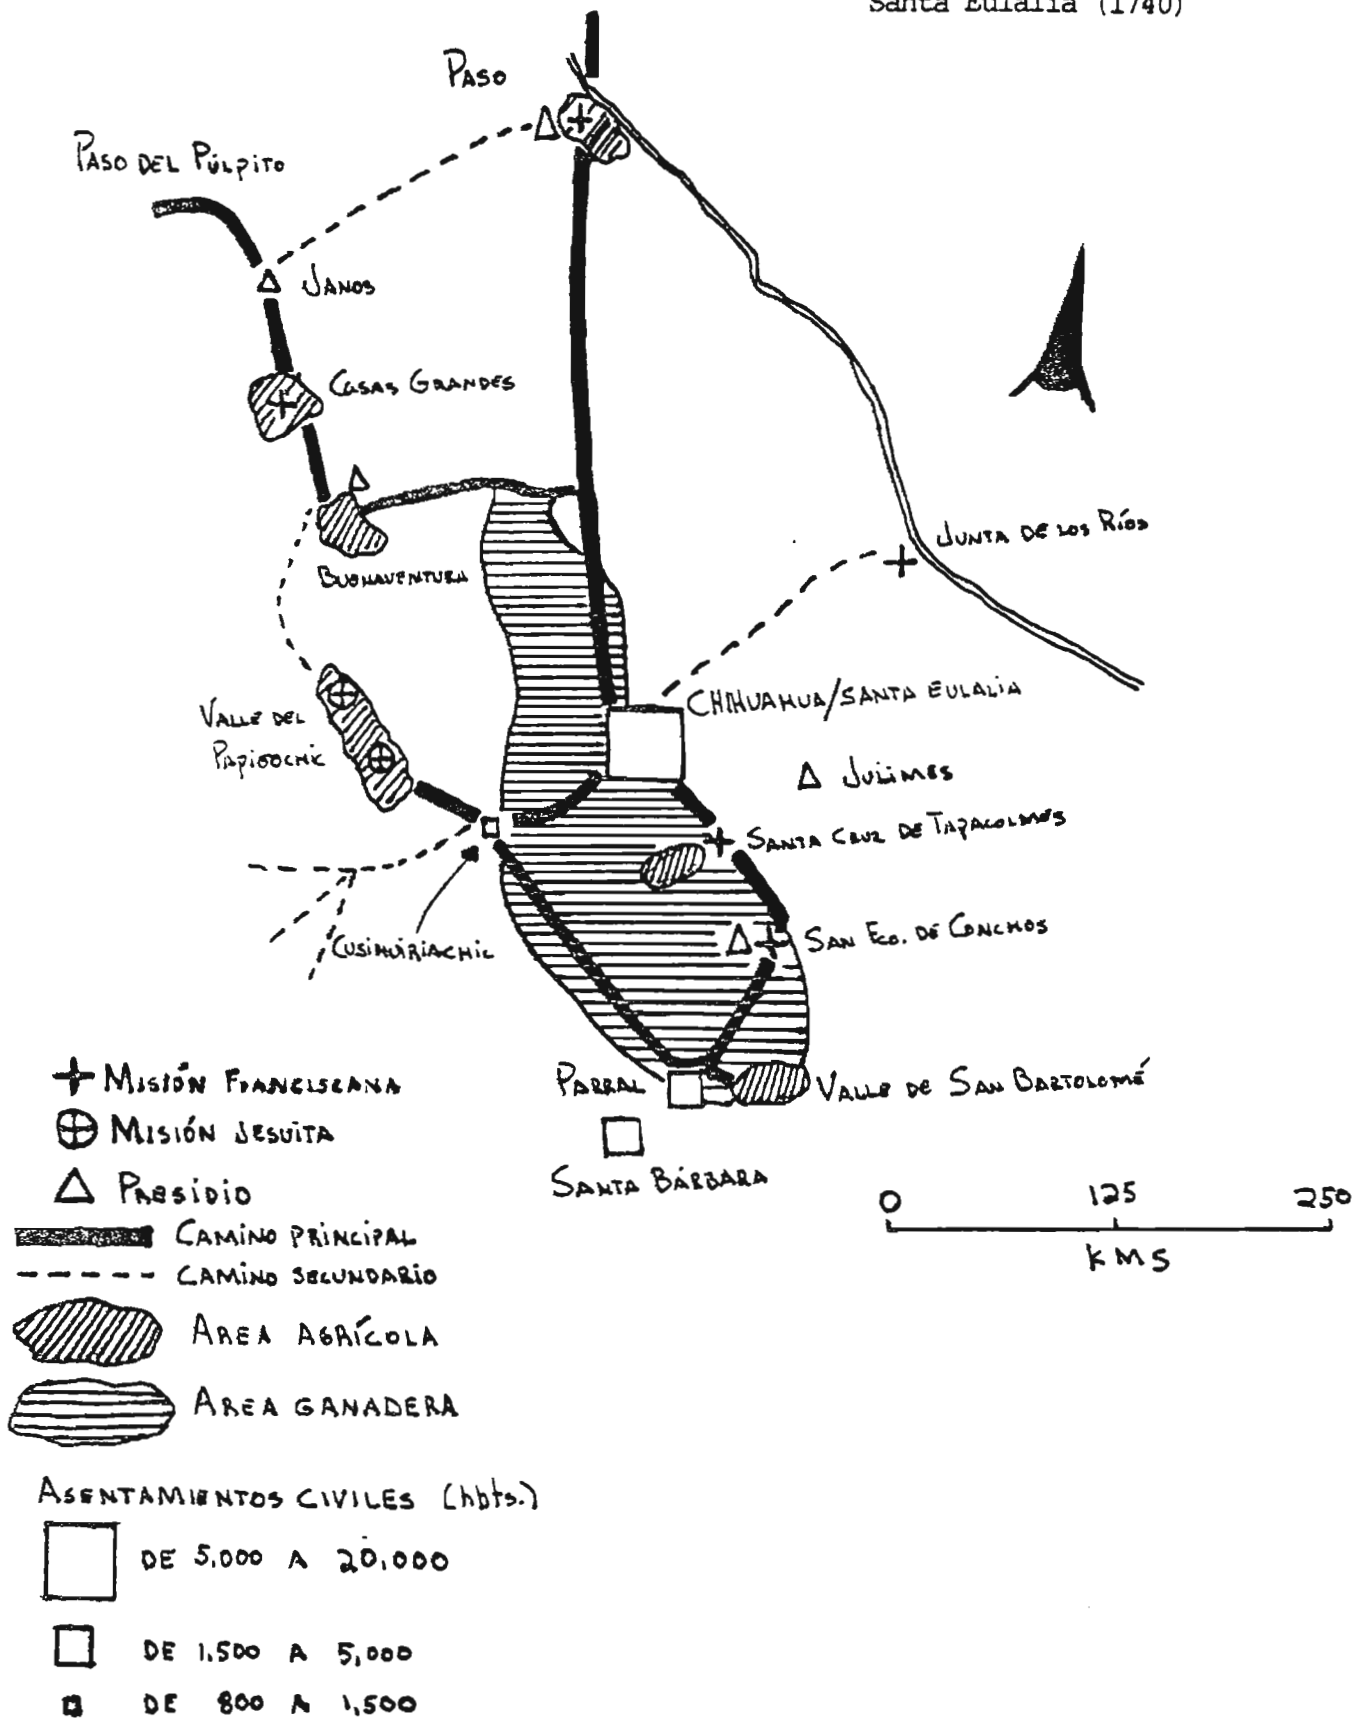 Santa Eulalia (1740)
PASO
PASO DEL PÚLPITO
JANOS
CASAS GRANDES
JUNTA DE LOS RÍOS
BUENAVENTURA
CHIHUAHUA/SANTA EULALIA
VALLE DEL
PAPIGOCHIC
JULIMES
SANTA CRUZ DE TAPACOLMES
SAN FCO. DE CONCHOS
CUSIHUIRIACHIC
PARRAL
VALLE DE SAN BARTOLOMÉ
SANTA BÁRBARA
MISIÓN FRANCISCANA
MISIÓN JESUITA
PRESIDIO
CAMINO PRINCIPAL
CAMINO SECUNDARIO
AREA AGRÍCOLA
AREA GANADERA
0 125 250
KMS
ASENTAMIENTOS CIVILES (hbts.)
DE 5.000 A 20.000
DE 1.500 A 5,000
DE 800 A 1,500